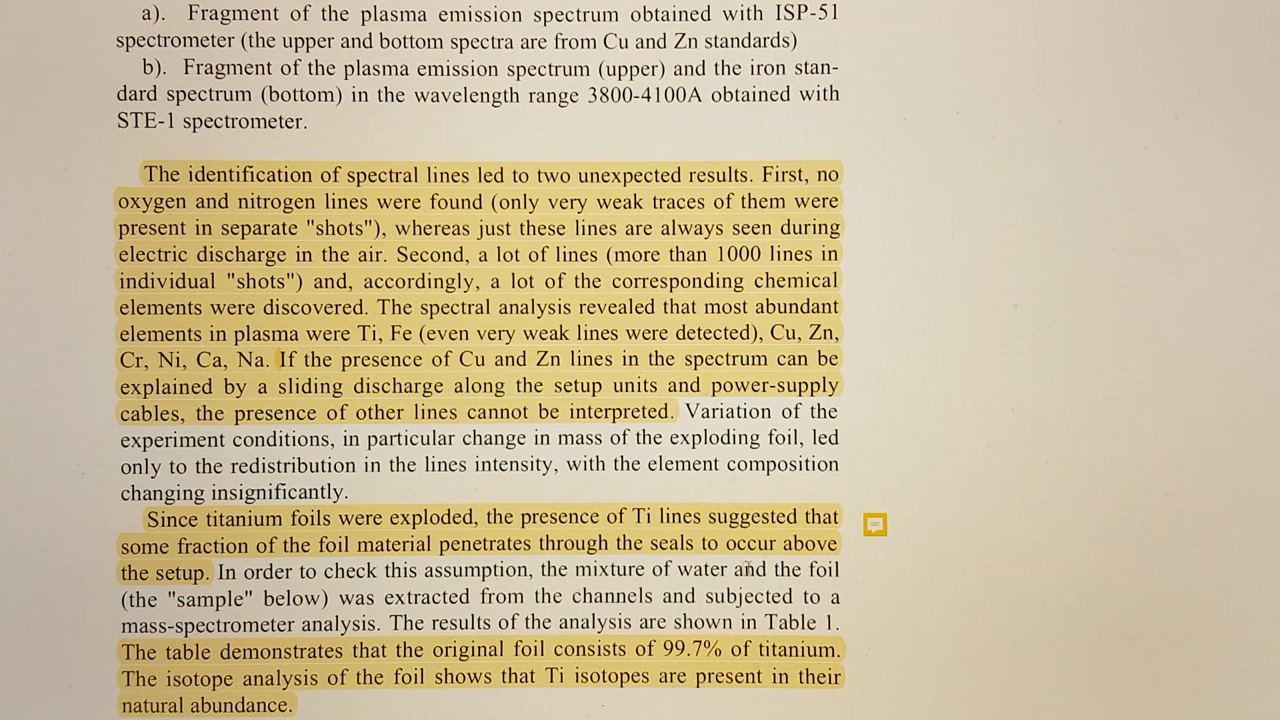 a). Fragment of the plasma emission spectrum obtained with ISP-51
spectrometer (the upper and bottom spectra are from Cu and Zn standards)
b). Fragment of the plasma emission spectrum (upper) and the iron stan-
dard spectrum (bottom) in the wavelength range 3800-4100A obtained with
STE-1 spectrometer.
The identification of spectral lines led to two unexpected results. First, no
oxygen and nitrogen lines were found (only very weak traces of them were
present in separate "shots"), whereas just these lines are always seen during
electric discharge in the air. Second, a lot of lines (more than 1000 lines in
individual "shots") and, accordingly, a lot of the corresponding chemical
elements were discovered. The spectral analysis revealed that most abundant
elements in plasma were Ti, Fe (even very weak lines were detected), Cu, Zn,
Cr, Ni, Ca, Na. If the presence of Cu and Zn lines in the spectrum can be
explained by a sliding discharge along the setup units and power-supply
cables, the presence of other lines cannot be interpreted. Variation of the
experiment conditions, in particular change in mass of the exploding foil, led
only to the redistribution in the lines intensity, with the element composition
changing insignificantly.
Since titanium foils were exploded, the presence of Ti lines suggested that
some fraction of the foil material penetrates through the seals to occur above
the setup. In order to check this assumption, the mixture of water and the foil
(the "sample" below) was extracted from the channels and subjected to a
mass-spectrometer analysis. The results of the analysis are shown in Table 1.
The table demonstrates that the original foil consists of 99.7% of titanium.
The isotope analysis of the foil shows that Ti isotopes are present in their
natural abundance.